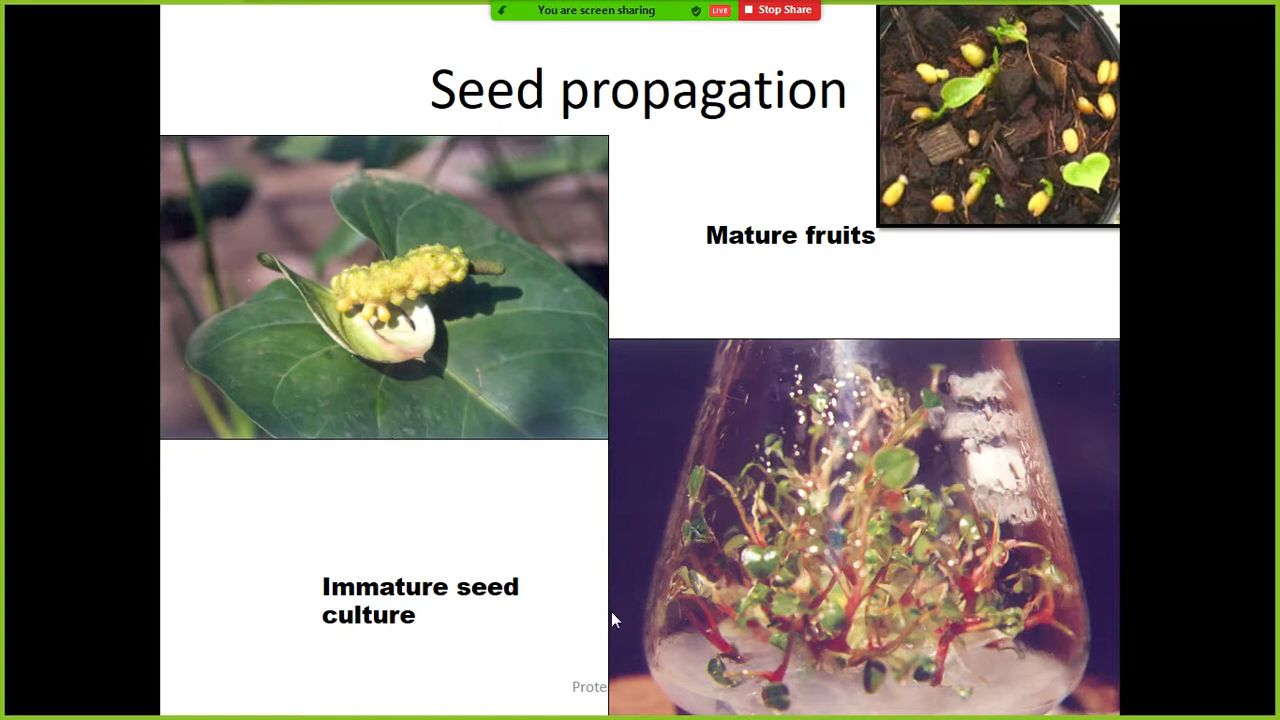 You are screen sharing
LIVE
Stop Share
Seed propagation
Mature fruits
Immature seed
culture
Prote